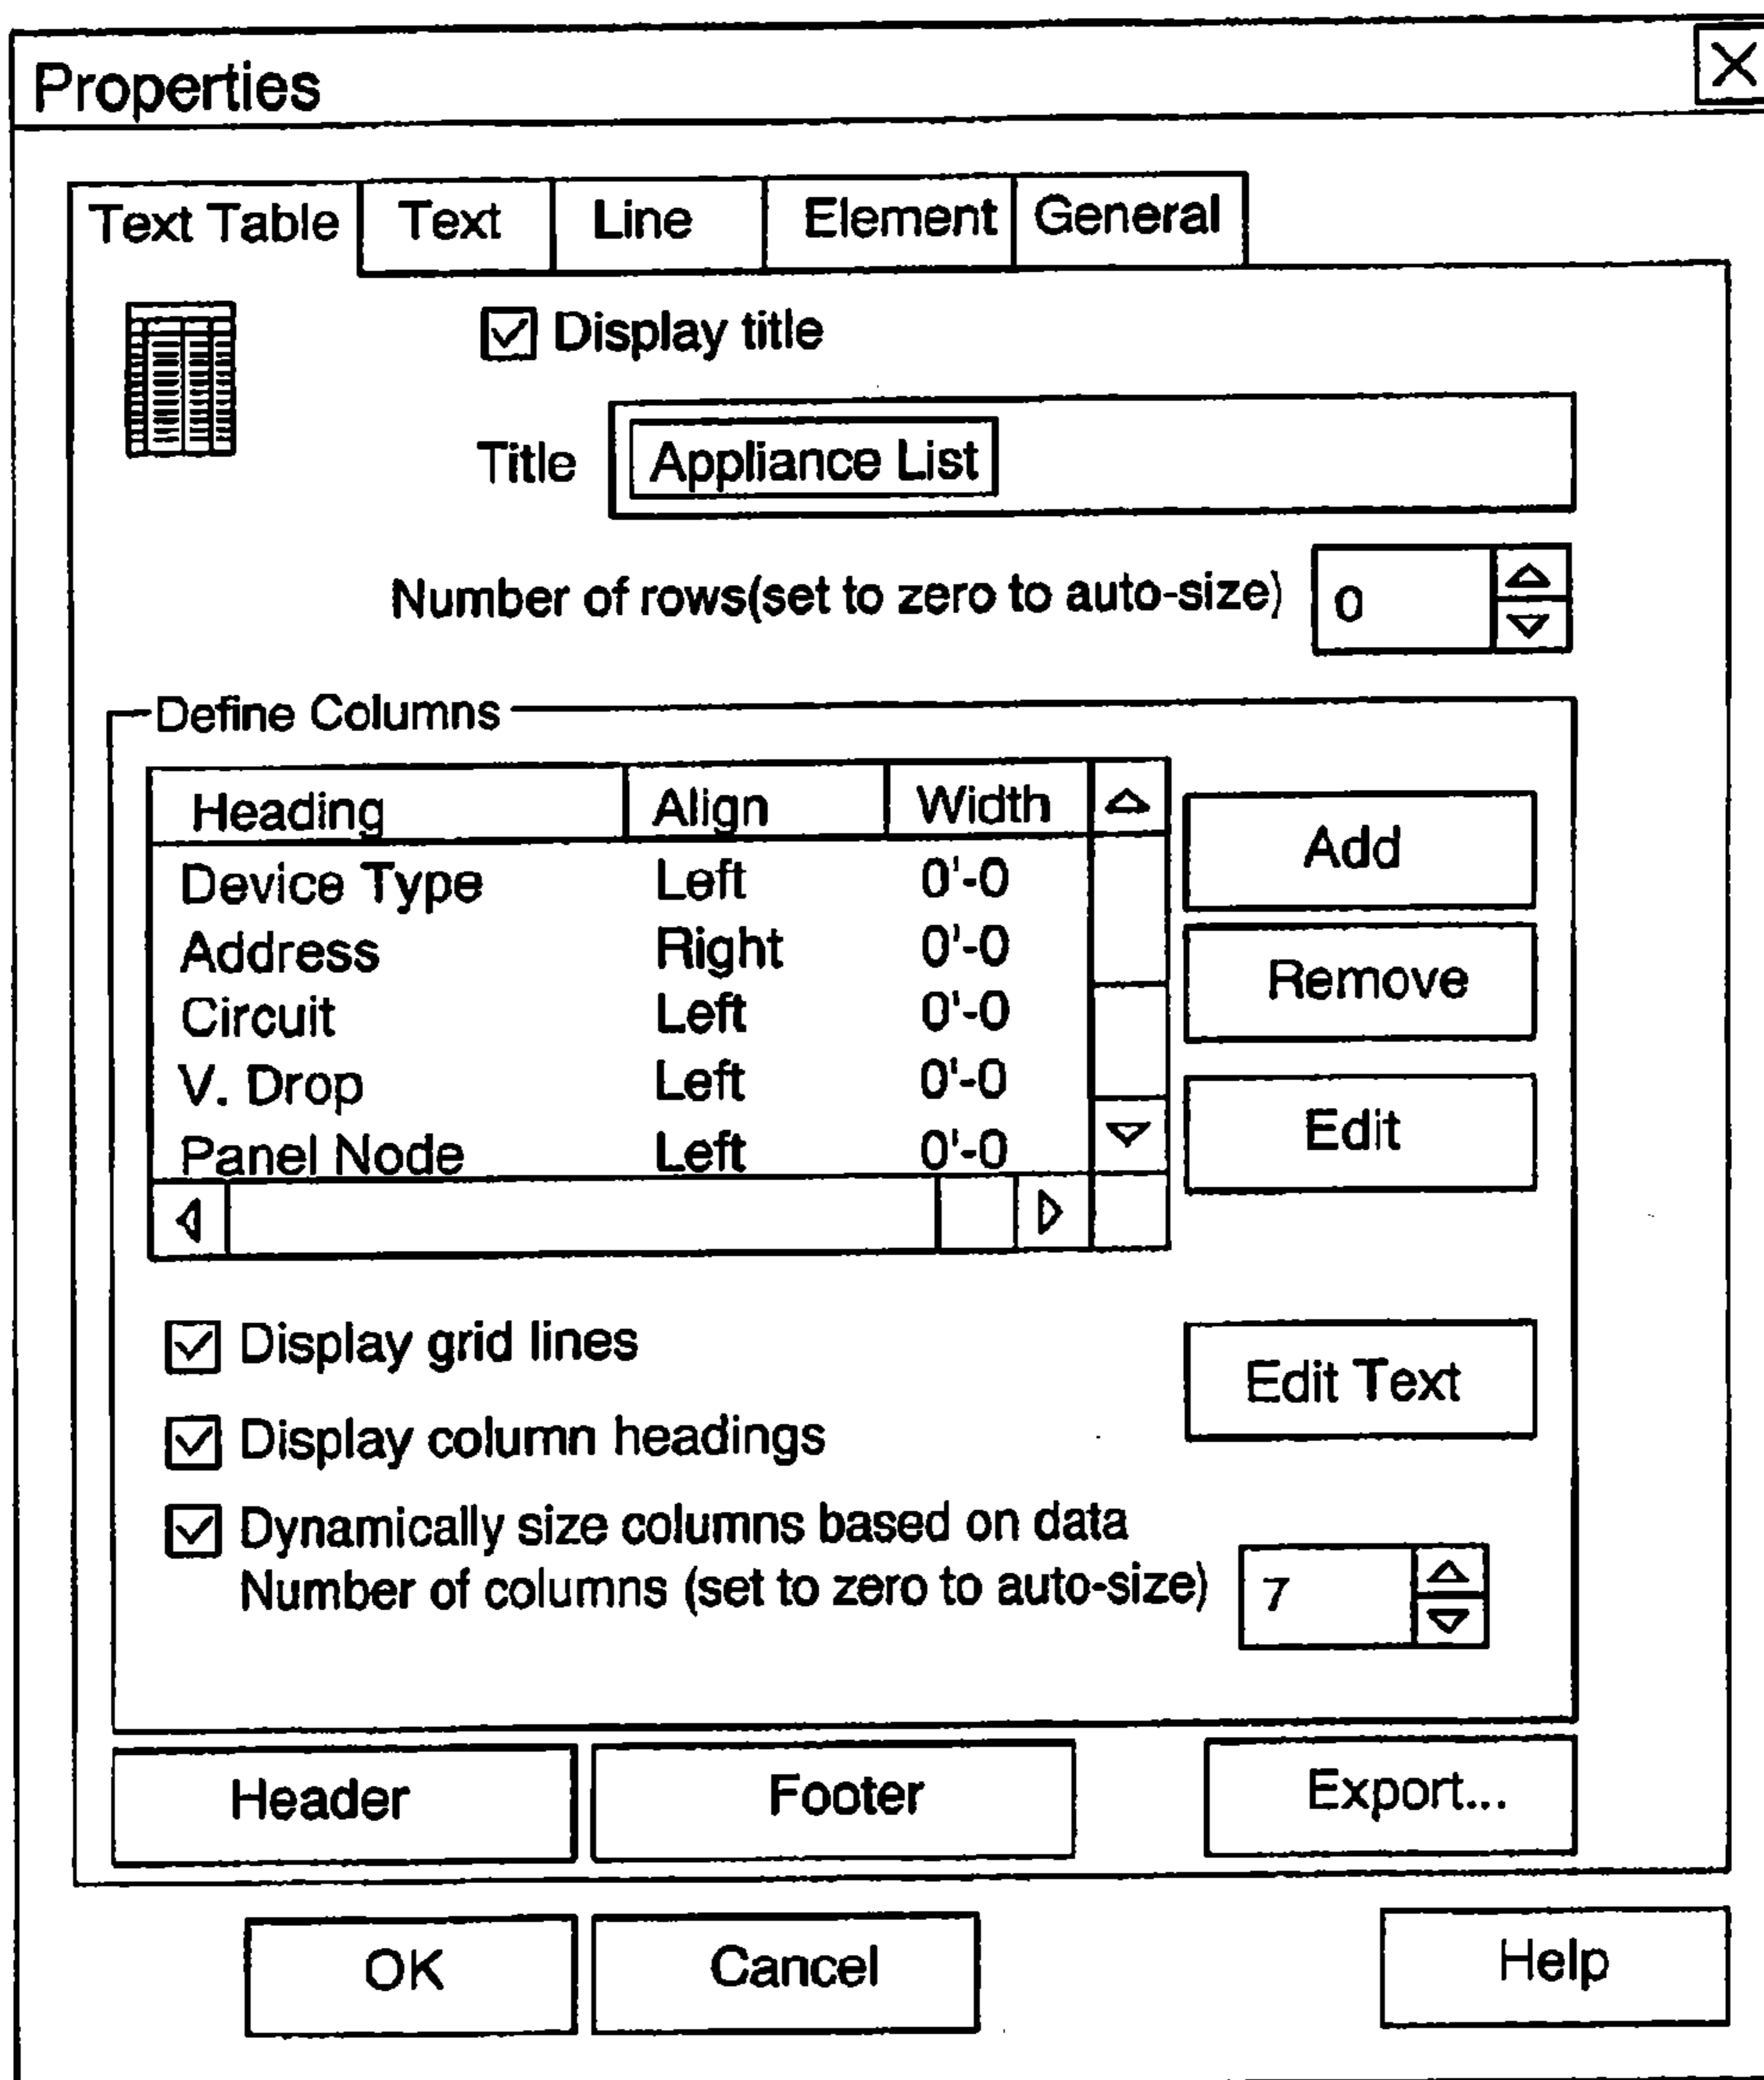 Properties
Text Table Text Line Element General
Display title
Title Appliance List
Number of rows(set to zero to auto-size) 0
Define Columns
Heading Align Width
Device Type Left 0'-0
Address Right 0'-0
Circuit Left 0'-0
V. Drop Left 0'-0
Panel Node Left 0'-0
Add
Remove
Edit
Display grid lines
Edit Text
Display column headings
Dynamically size columns based on data
Number of columns (set to zero to auto-size) 7
Header Footer Export...
OK Cancel Help